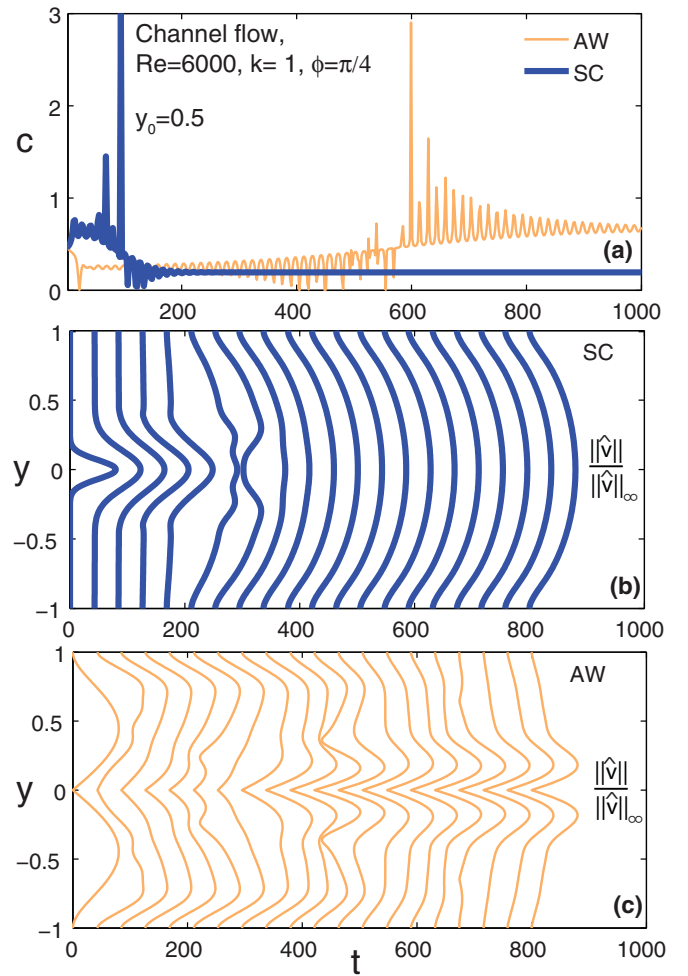 3
2
1
0
c
Channel flow,
Re=6000, k= 1, ϕ=π/4
y₀=0.5
AW
SC
(a)
200 400 600 800 1000
1
0.5
0
−0.5
−1
y
SC
||v̂||
||v̂||∞
(b)
0 200 400 600 800 1000
1
0.5
0
−0.5
−1
y
AW
||v̂||
||v̂||∞
(c)
0 200 400 600 800 1000
t